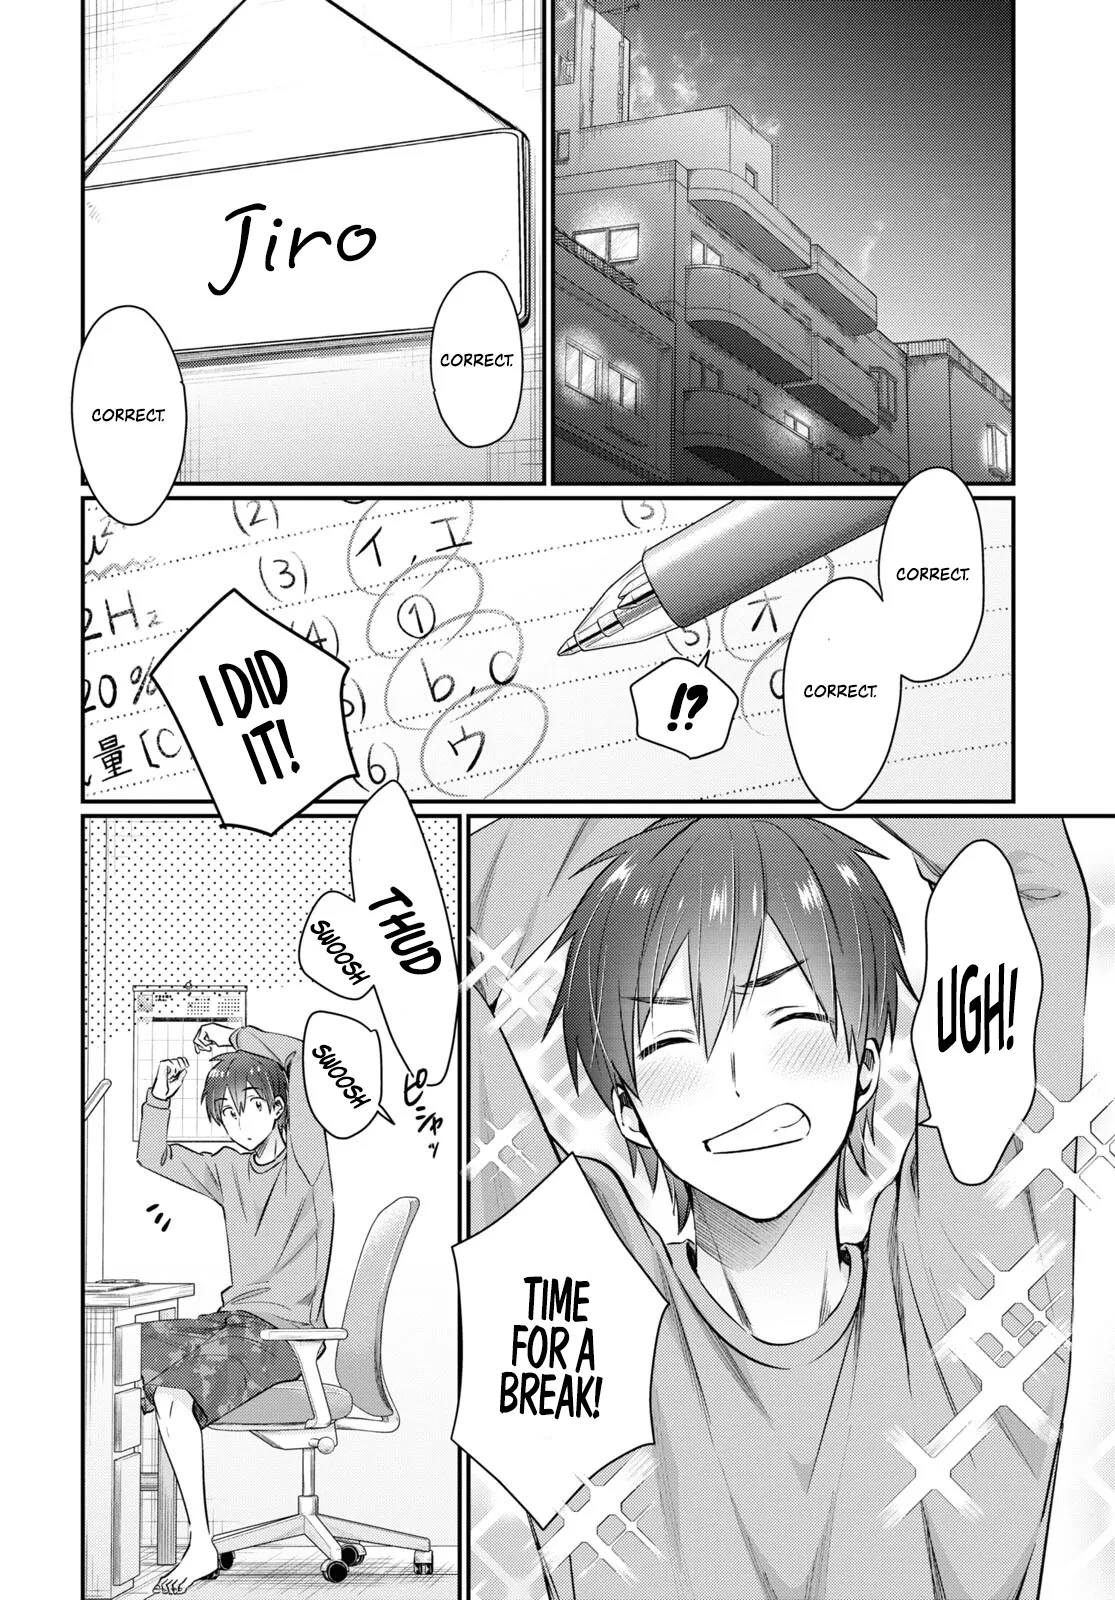 Jiro
CORRECT.
CORRECT.
CORRECT.
CORRECT.
!?
(2)
イ, エ
(3)
(3)
①
2H₂
(4)
b, c
20%
(5)
オ
量 [C
(6)
ウ
I DID
IT!
UGH!
TIME
FOR A
BREAK!
THUD
SWOOSH
SWOOSH
ピシャッ